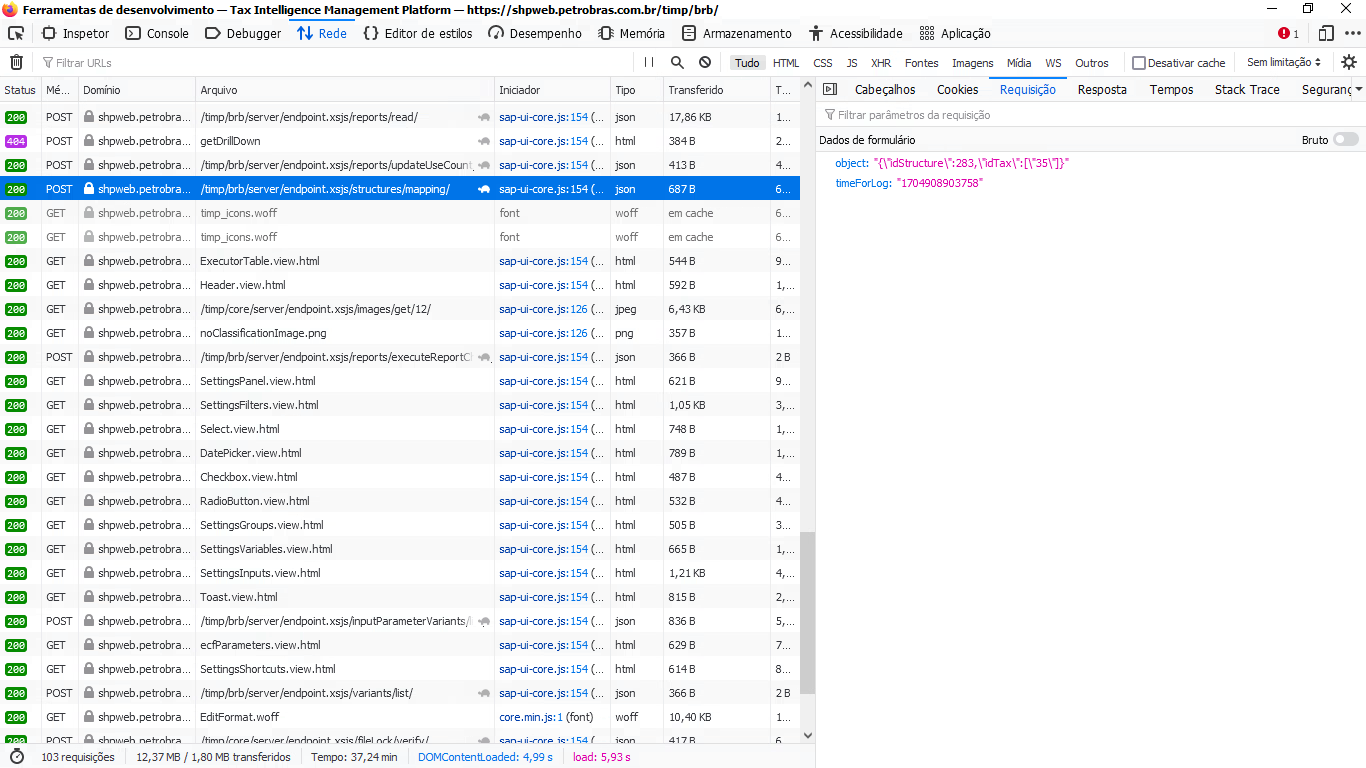 Ferramentas de desenvolvimento — Tax Intelligence Management Platform — https://shpweb.petrobras.com.br/timp/brb/
Inspetor Console Debugger Rede Editor de estilos Desempenho Memória Armazenamento Acessibilidade Aplicação 1
Filtrar URLs Tudo HTML CSS JS XHR Fontes Imagens Mídia WS Outros Desativar cache Sem limitação
Status Mé... Domínio Arquivo Iniciador Tipo Transferido T...
200 POST shpweb.petrobra... /timp/brb/server/endpoint.xsjs/reports/read/ sap-ui-core.js:154 (... json 17,86 KB 1...
404 POST shpweb.petrobra... getDrillDown sap-ui-core.js:154 (... html 384 B 2...
200 POST shpweb.petrobra... /timp/brb/server/endpoint.xsjs/reports/updateUseCount sap-ui-core.js:154 (... json 413 B 4...
200 POST shpweb.petrobra... /timp/brb/server/endpoint.xsjs/structures/mapping/ sap-ui-core.js:154 (... json 687 B 6...
200 GET shpweb.petrobra... timp_icons.woff font woff em cache 6...
200 GET shpweb.petrobra... timp_icons.woff font woff em cache 6...
200 GET shpweb.petrobra... ExecutorTable.view.html sap-ui-core.js:154 (... html 544 B 9...
200 GET shpweb.petrobra... Header.view.html sap-ui-core.js:154 (... html 592 B 1,...
200 GET shpweb.petrobra... /timp/core/server/endpoint.xsjs/images/get/12/ sap-ui-core.js:126 (... jpeg 6,43 KB 6,...
200 GET shpweb.petrobra... noClassificationImage.png sap-ui-core.js:126 (... png 357 B 1...
200 POST shpweb.petrobra... /timp/brb/server/endpoint.xsjs/reports/executeReportCl sap-ui-core.js:154 (... json 366 B 2 B
200 GET shpweb.petrobra... SettingsPanel.view.html sap-ui-core.js:154 (... html 621 B 9...
200 GET shpweb.petrobra... SettingsFilters.view.html sap-ui-core.js:154 (... html 1,05 KB 3,...
200 GET shpweb.petrobra... Select.view.html sap-ui-core.js:154 (... html 748 B 1,...
200 GET shpweb.petrobra... DatePicker.view.html sap-ui-core.js:154 (... html 789 B 1,...
200 GET shpweb.petrobra... Checkbox.view.html sap-ui-core.js:154 (... html 487 B 4...
200 GET shpweb.petrobra... RadioButton.view.html sap-ui-core.js:154 (... html 532 B 4...
200 GET shpweb.petrobra... SettingsGroups.view.html sap-ui-core.js:154 (... html 505 B 3...
200 GET shpweb.petrobra... SettingsVariables.view.html sap-ui-core.js:154 (... html 665 B 1,...
200 GET shpweb.petrobra... SettingsInputs.view.html sap-ui-core.js:154 (... html 1,21 KB 4,...
200 GET shpweb.petrobra... Toast.view.html sap-ui-core.js:154 (... html 815 B 2,...
200 POST shpweb.petrobra... /timp/brb/server/endpoint.xsjs/inputParameterVariants/l sap-ui-core.js:154 (... json 836 B 5,...
200 GET shpweb.petrobra... ecfParameters.view.html sap-ui-core.js:154 (... html 629 B 7...
200 GET shpweb.petrobra... SettingsShortcuts.view.html sap-ui-core.js:154 (... html 614 B 8...
200 POST shpweb.petrobra... /timp/brb/server/endpoint.xsjs/variants/list/ sap-ui-core.js:154 (... json 366 B 2 B
200 GET shpweb.petrobra... EditFormat.woff core.min.js:1 (font) woff 10,40 KB 1...
200 POST shpweb.petrobra... /timp/core/server/endpoint.xsjs/fileLock/verify/ sap-ui-core.js:154 (... json 417 B 6
103 requisições 12,37 MB / 1,80 MB transferidos Tempo: 37,24 min DOMContentLoaded: 4,99 s load: 5,93 s
Cabeçalhos Cookies Requisição Resposta Tempos Stack Trace Seguranç
Filtrar parâmetros da requisição
Dados de formulário Bruto
object: "{\"idStructure\":283,\"idTax\":[\"35\"]}"
timeForLog: "1704908903758"